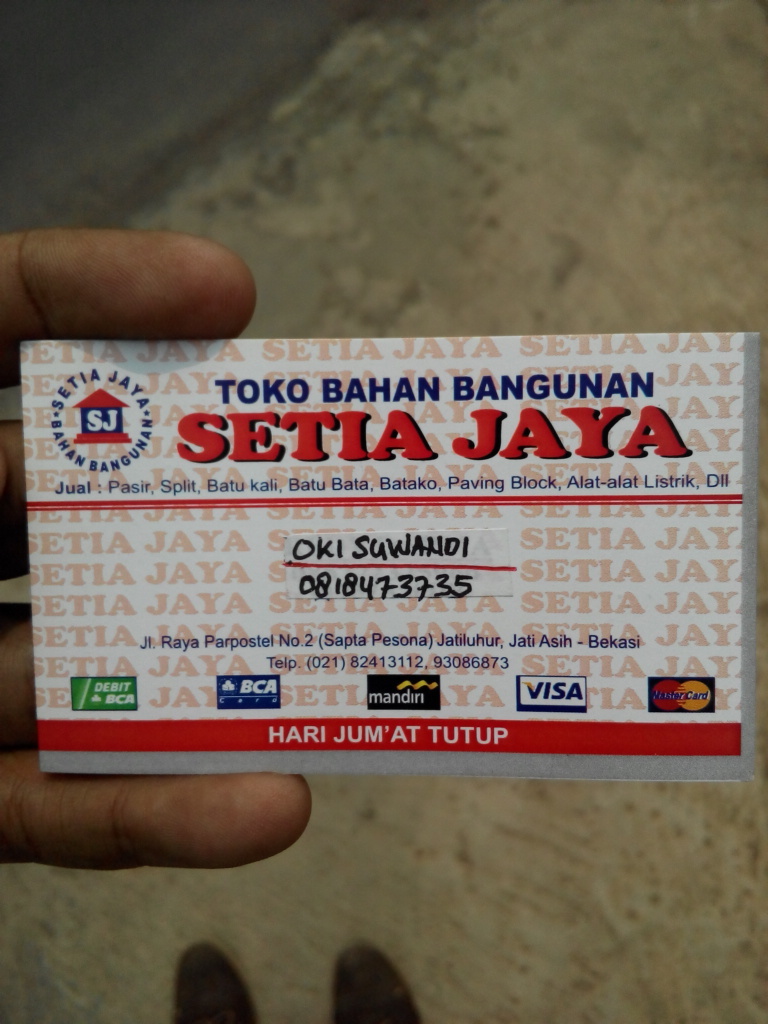 SETIA JAYA
SJ
BAHAN BANGUNAN
TOKO BAHAN BANGUNAN
SETIA JAYA
Jual : Pasir, Split, Batu kali, Batu Bata, Batako, Paving Block, Alat-alat Listrik, Dll
OKI SUWANDI
0818473735
Jl. Raya Parpostel No.2 (Sapta Pesona) Jatiluhur, Jati Asih - Bekasi
Telp. (021) 82413112, 93086873
DEBIT BCA
BCA Card
mandiri
VISA
MasterCard
HARI JUM'AT TUTUP